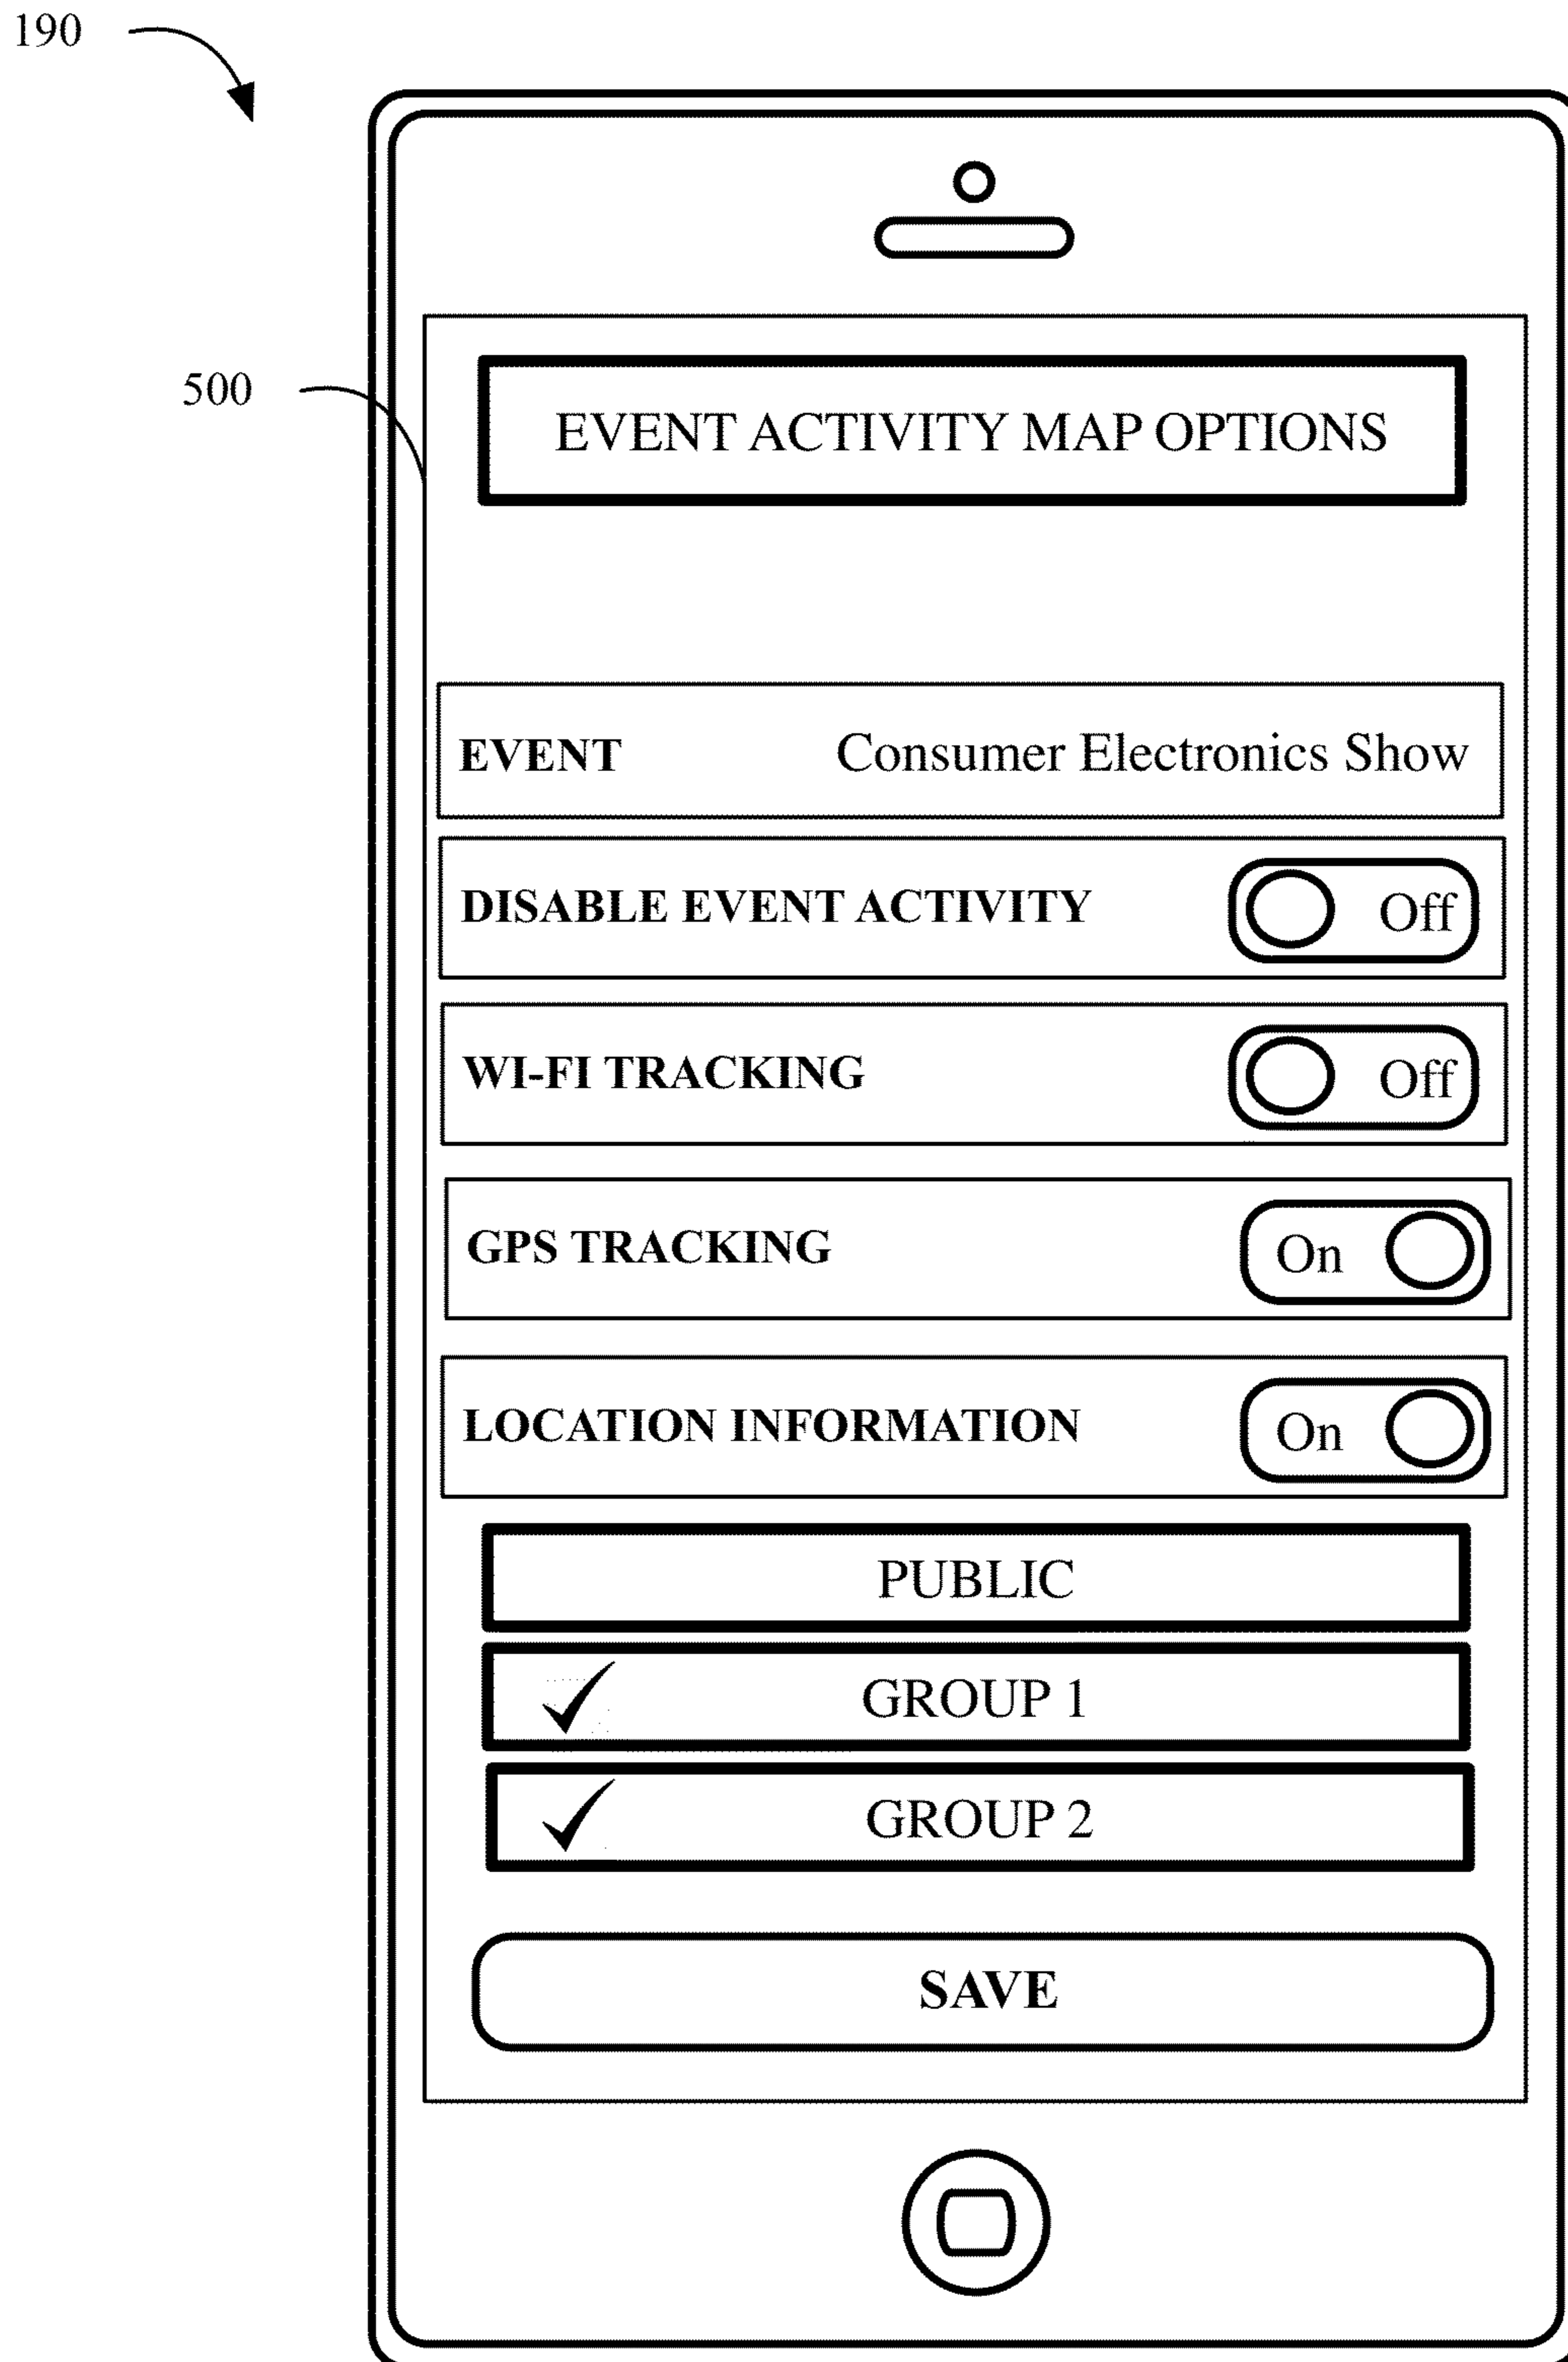 190
500
EVENT ACTIVITY MAP OPTIONS
EVENT Consumer Electronics Show
DISABLE EVENT ACTIVITY Off
WI-FI TRACKING Off
GPS TRACKING On
LOCATION INFORMATION On
PUBLIC
GROUP 1
GROUP 2
SAVE